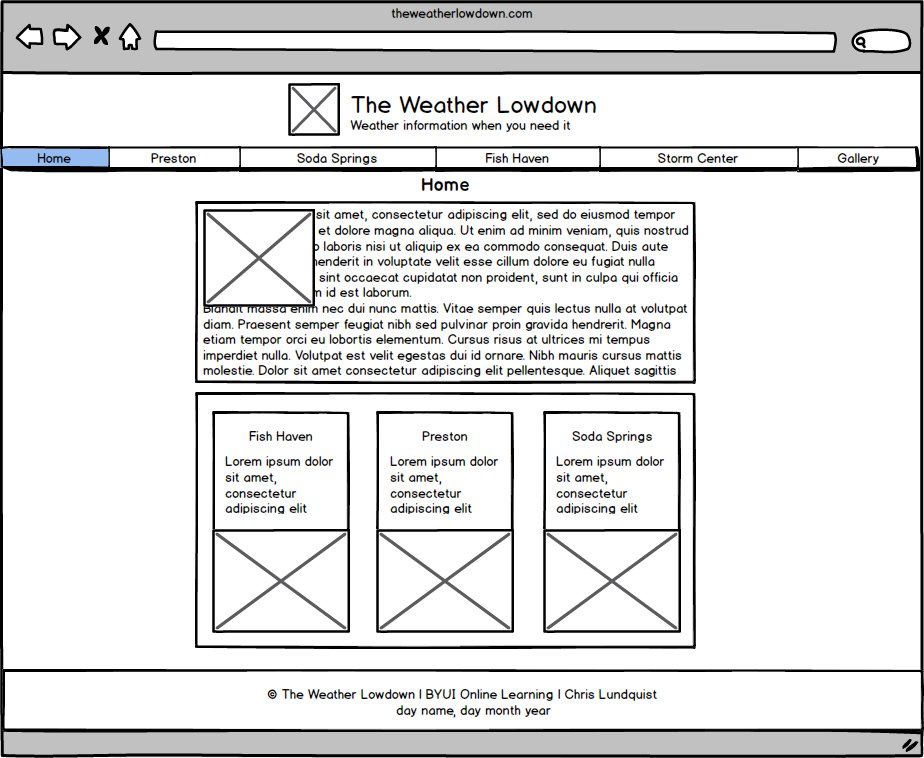 theweatherlowdown.com
The Weather Lowdown
Weather information when you need it
Home Preston Soda Springs Fish Haven Storm Center Gallery
Home
sit amet, consectetur adipiscing elit, sed do eiusmod tempor
et dolore magna aliqua. Ut enim ad minim veniam, quis nostrud
laboris nisi ut aliquip ex ea commodo consequat. Duis aute
in voluptate velit esse cillum dolore eu fugiat nulla
sint occaecat cupidatat non proident, sunt in culpa qui officia
id est laborum.
Blandit massa enim nec dui nunc mattis. Vitae semper quis lectus nulla at volutpat
diam. Praesent semper feugiat nibh sed pulvinar proin gravida hendrerit. Magna
etiam tempor orci eu lobortis elementum. Cursus risus at ultrices mi tempus
imperdiet nulla. Volutpat est velit egestas dui id ornare. Nibh mauris cursus mattis
molestie. Dolor sit amet consectetur adipiscing elit pellentesque. Aliquet sagittis
Fish Haven
Lorem ipsum dolor
sit amet,
consectetur
adipiscing elit
Preston
Lorem ipsum dolor
sit amet,
consectetur
adipiscing elit
Soda Springs
Lorem ipsum dolor
sit amet,
consectetur
adipiscing elit
© The Weather Lowdown | BYUI Online Learning | Chris Lundquist
day name, day month year